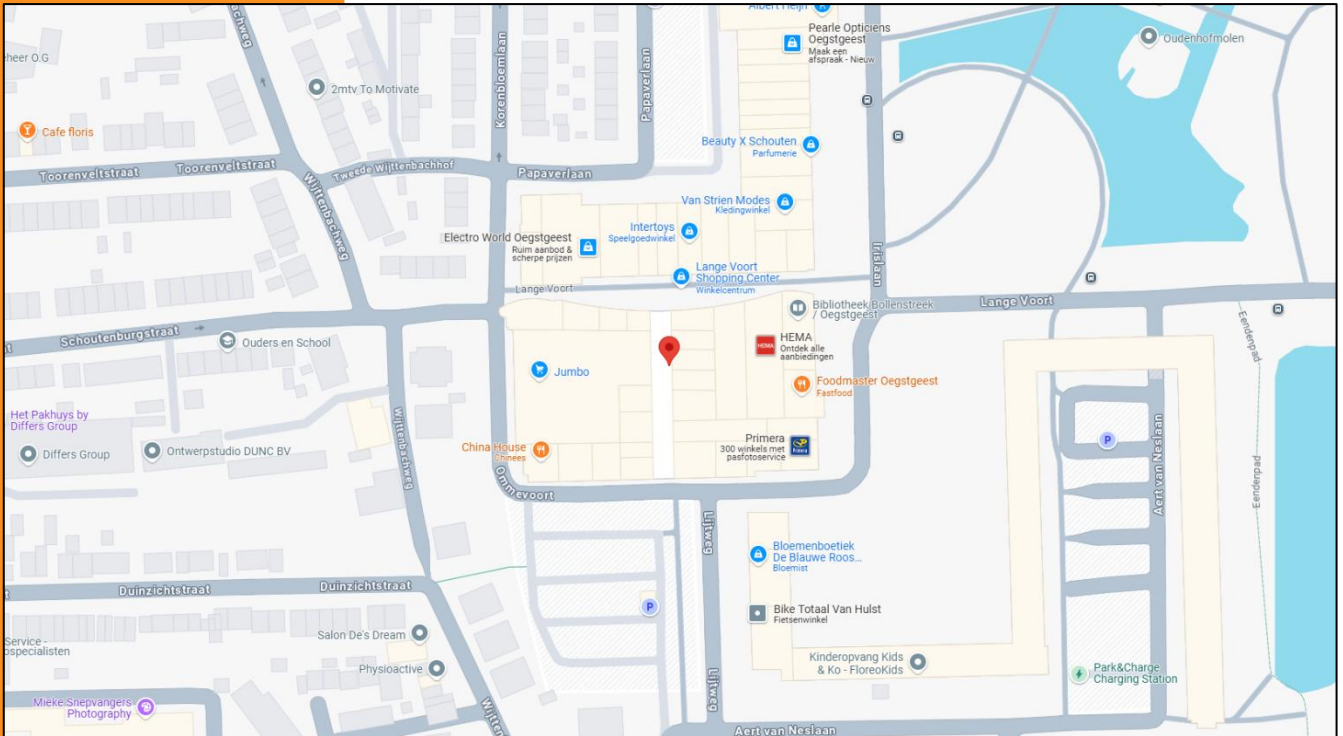 Albert Heijn
Pearle Opticiens
Oegstgeest
Maak een
afspraak - Nieuw
Oudenhofmolen
eheer O.G
Wijttenbachweg
Korenbloemlaan
Papaverlaan
2mtv To Motivate
Cafe floris
Beauty X Schouten
Parfumerie
Toorenveltstraat
Toorenveltstraat
Tweede Wijttenbachhof
Papaverlaan
Wijttenbachweg
Van Strien Modes
Kledingwinkel
Intertoys
Speelgoedwinkel
Electro World Oegstgeest
Ruim aanbod &
scherpe prijzen
Irislaan
Lange Voort
Shopping Center
Winkelcentrum
Lange Voort
Bibliotheek Bollenstreek
/ Oegstgeest
Lange Voort
Eendenpad
Schoutenburgstraat
Ouders en School
HEMA
HEMA
Ontdek alle
aanbiedingen
Jumbo
Foodmaster Oegstgeest
Fastfood
Het Pakhuys by
Differs Group
Differs Group
Ontwerpstudio DUNC BV
Wijttenbachweg
China House
Chinees
Primera
300 winkels met
pasfotoservice
P
Aert van Neslaan
Eendenpad
Ommevoort
Lijtweg
Bloemenboetiek
De Blauwe Roos...
Bloemist
Duinzichtstraat
Duinzichtstraat
P
Bike Totaal Van Hulst
Fietsenwinkel
Service -
ospecialisten
Salon De's Dream
Physioactive
Kinderopvang Kids
& Ko - FloreoKids
Park&Charge
Charging Station
Mieke Snepvangers
Photography
Lijtweg
Wijtten
Aert van Neslaan